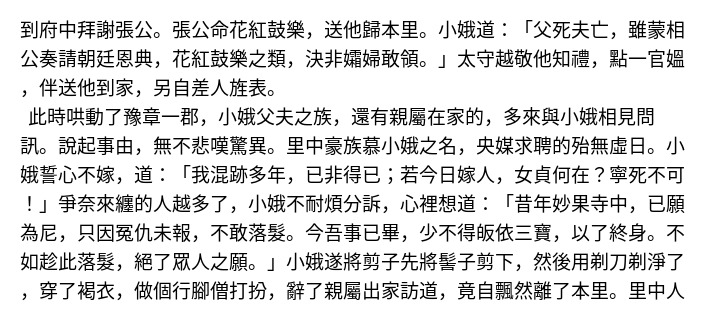 到府中拜謝張公。張公命花紅鼓樂，送他歸本里。小娥道：「父死夫亡，雖蒙相
公奏請朝廷恩典，花紅鼓樂之類，決非孀婦敢領。」太守越敬他知禮，點一官媼
，伴送他到家，另自差人旌表。
此時哄動了豫章一郡，小娥父夫之族，還有親屬在家的，多來與小娥相見問
訊。說起事由，無不悲嘆驚異。里中豪族慕小娥之名，央媒求聘的殆無虛日。小
娥誓心不嫁，道：「我混跡多年，已非得已；若今日嫁人，女貞何在？寧死不可
！」爭奈來纏的人越多了，小娥不耐煩分訴，心裡想道：「昔年妙果寺中，已願
為尼，只因冤仇未報，不敢落髮。今吾事已畢，少不得皈依三寶，以了終身。不
如趁此落髮，絕了眾人之願。」小娥遂將剪子先將髻子剪下，然後用剃刀剃淨了
，穿了褐衣，做個行腳僧打扮，辭了親屬出家訪道，竟自飄然離了本里。里中人